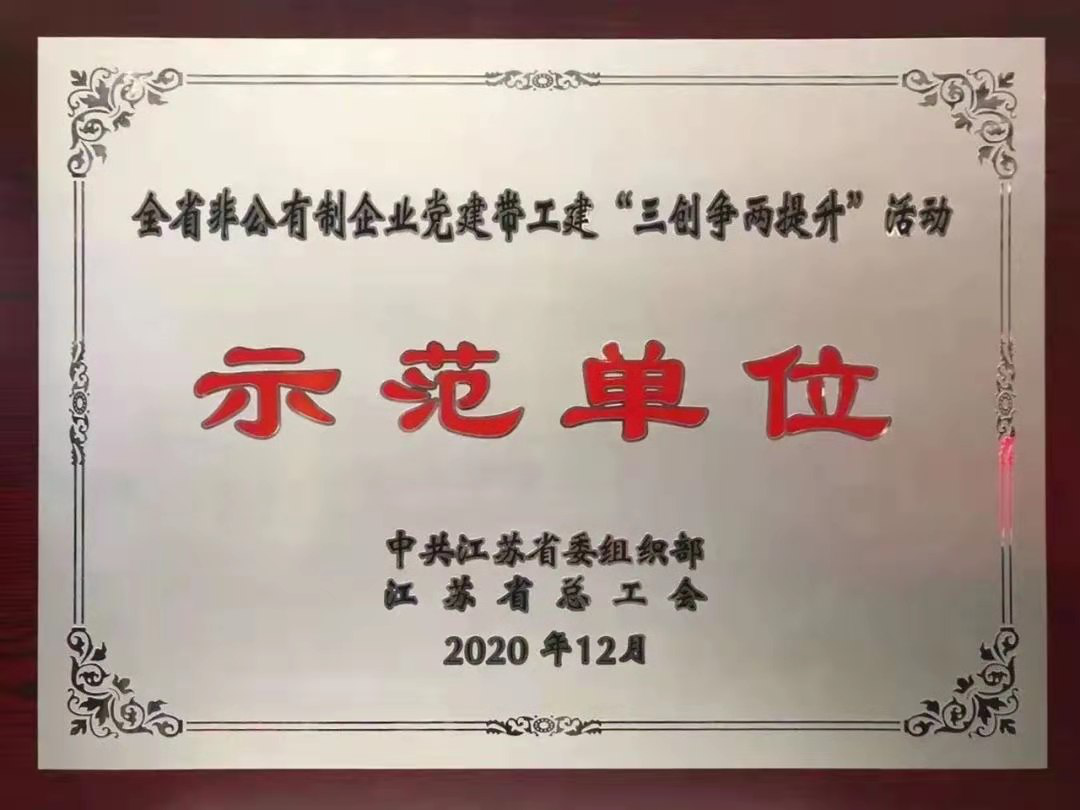 全省非公有制企业党建带工建“三创争两提升”活动
示范单位
中共江苏省委组织部
江苏省总工会
2020年12月